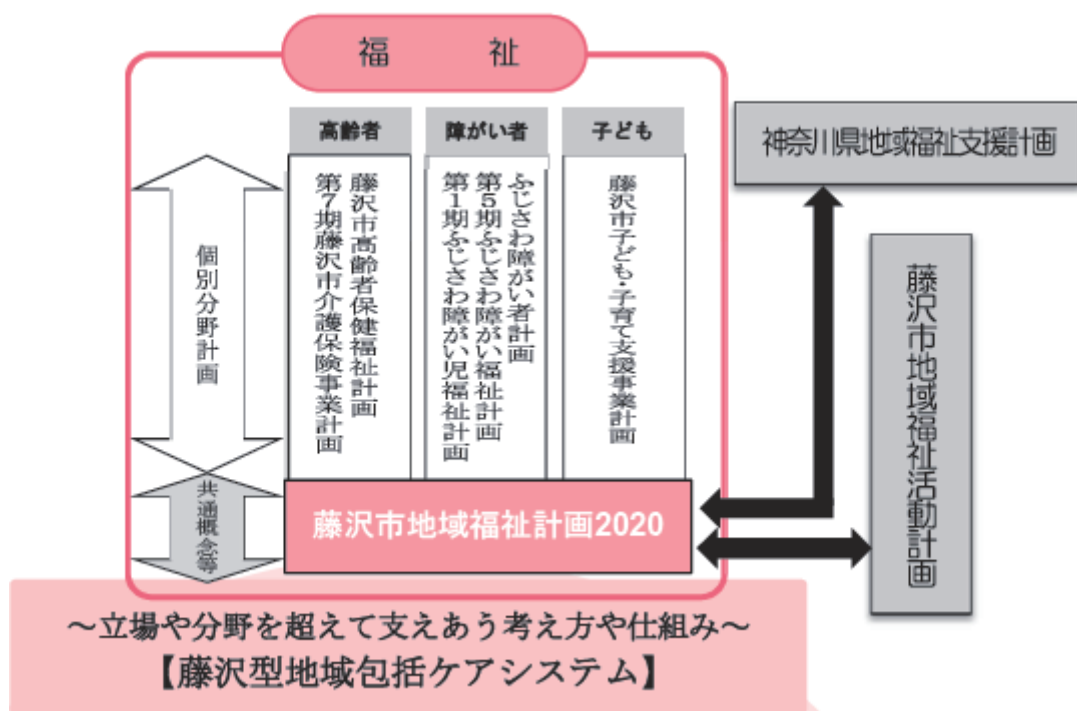 福祉
高齢者
障がい者
子ども
藤沢市高齢者保健福祉計画
第7期藤沢市介護保険事業計画
ふじさわ障がい者計画
第5期ふじさわ障がい福祉計画
第1期ふじさわ障がい児福祉計画
藤沢市子ども・子育て支援事業計画
個別分野計画
共通概念等
藤沢市地域福祉計画2020
神奈川県地域福祉支援計画
藤沢市地域福祉活動計画
～立場や分野を超えて支えあう考え方や仕組み～
【藤沢型地域包括ケアシステム】